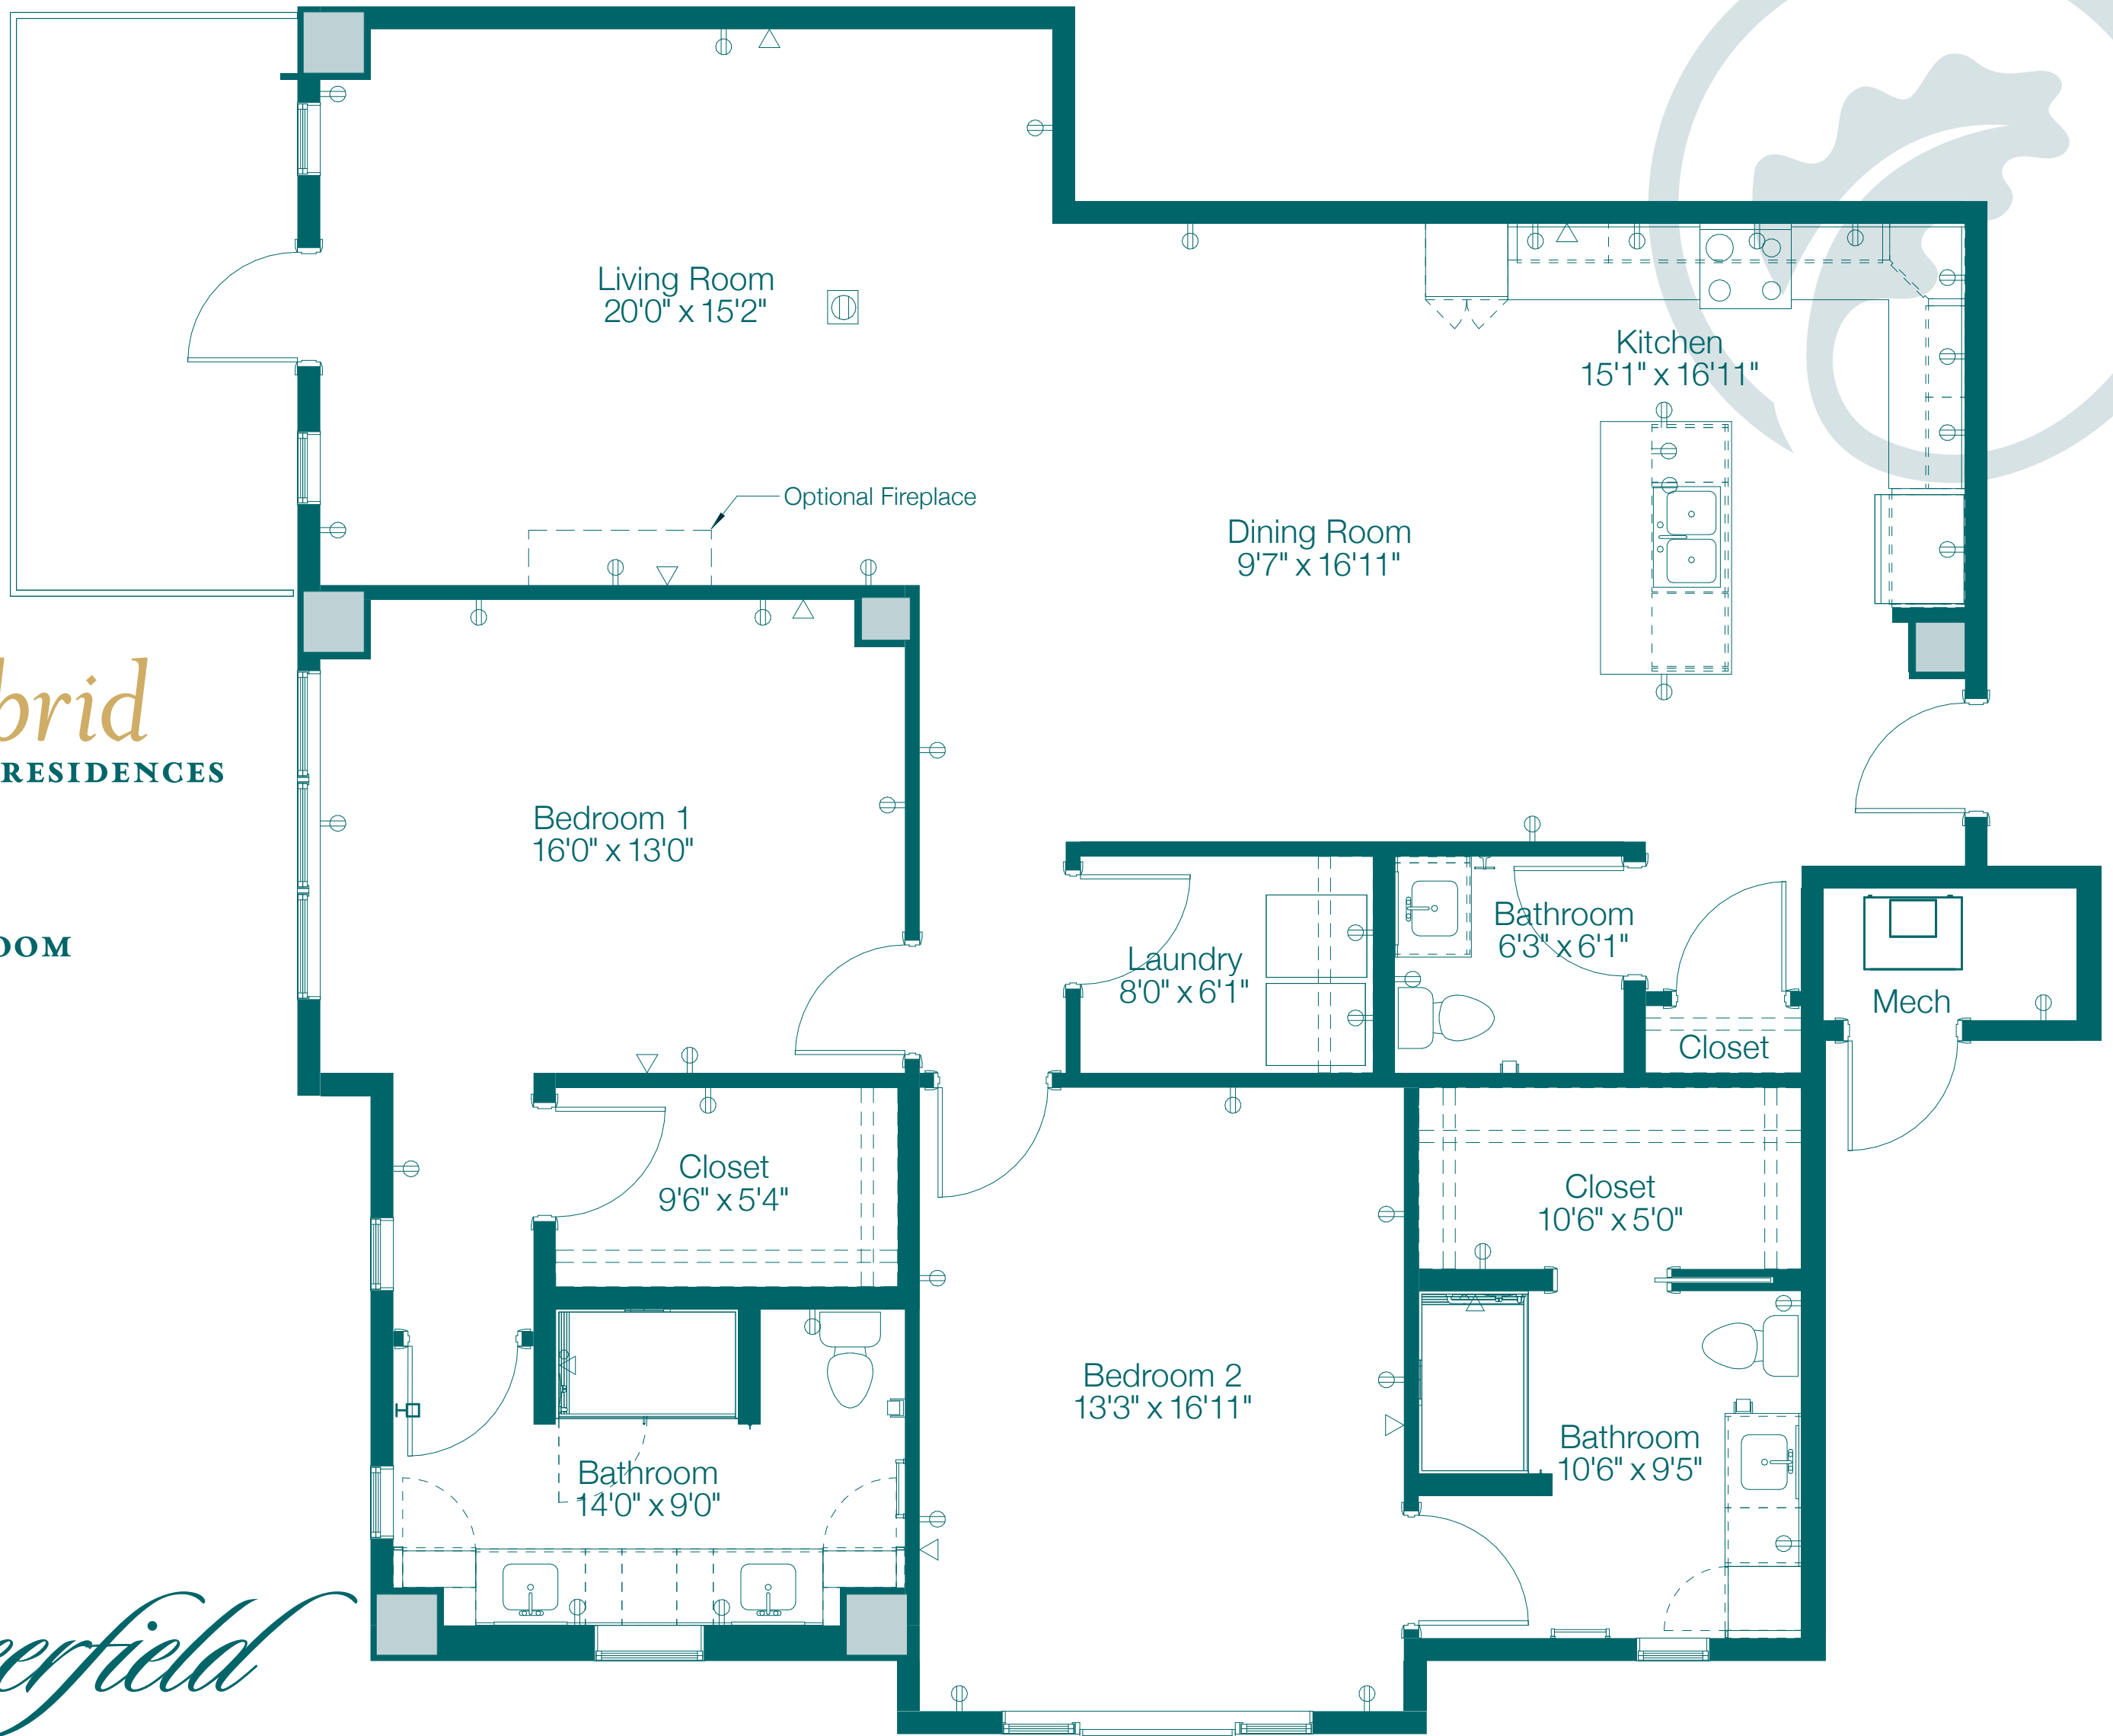 Living Room
20'0" x 15'2"
Kitchen
15'1" x 16'11"
Optional Fireplace
Dining Room
9'7" x 16'11"
brid
RESIDENCES
Bedroom 1
16'0" x 13'0"
OOM
Laundry
8'0" x 6'1"
Bathroom
6'3" x 6'1"
Mech
Closet
Closet
9'6" x 5'4"
Closet
10'6" x 5'0"
Bedroom 2
13'3" x 16'11"
Bathroom
10'6" x 9'5"
Bathroom
14'0" x 9'0"
eerfield